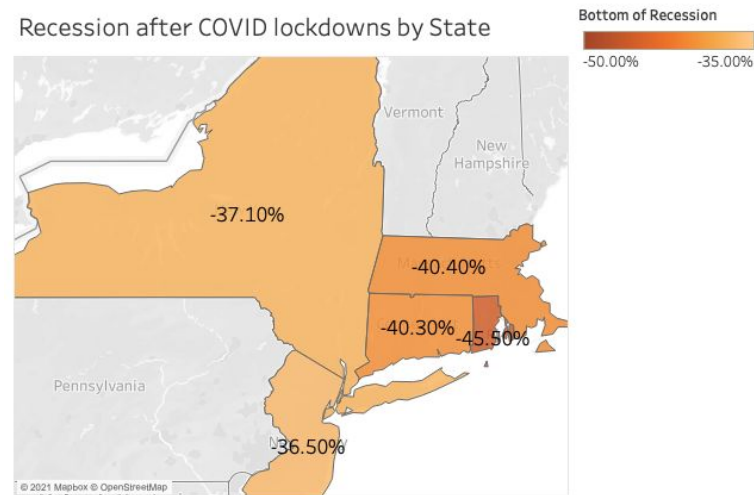 Recession after COVID lockdowns by State
Bottom of Recession
-50.00% -35.00%
Vermont
New
Hampshire
-37.10%
-40.40%
-40.30%
-45.50%
Pennsylvania
-36.50%
© 2021 Mapbox © OpenStreetMap